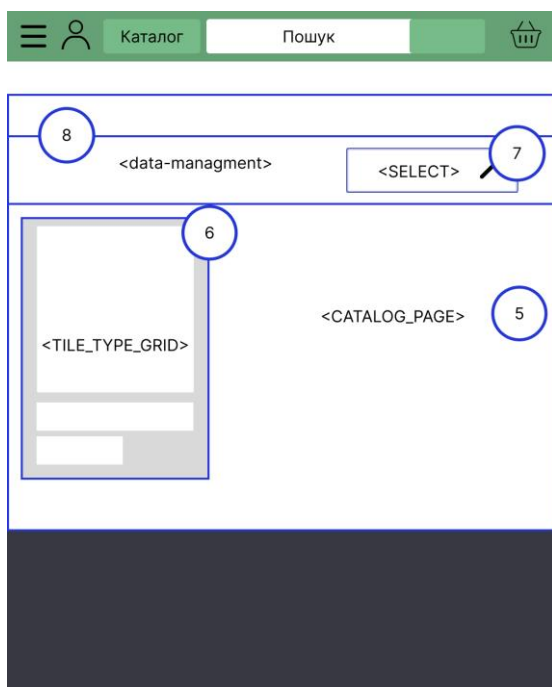 Каталог
Пошук
8
<data-managment>
<SELECT>
7
6
<TILE_TYPE_GRID>
<CATALOG_PAGE>
5